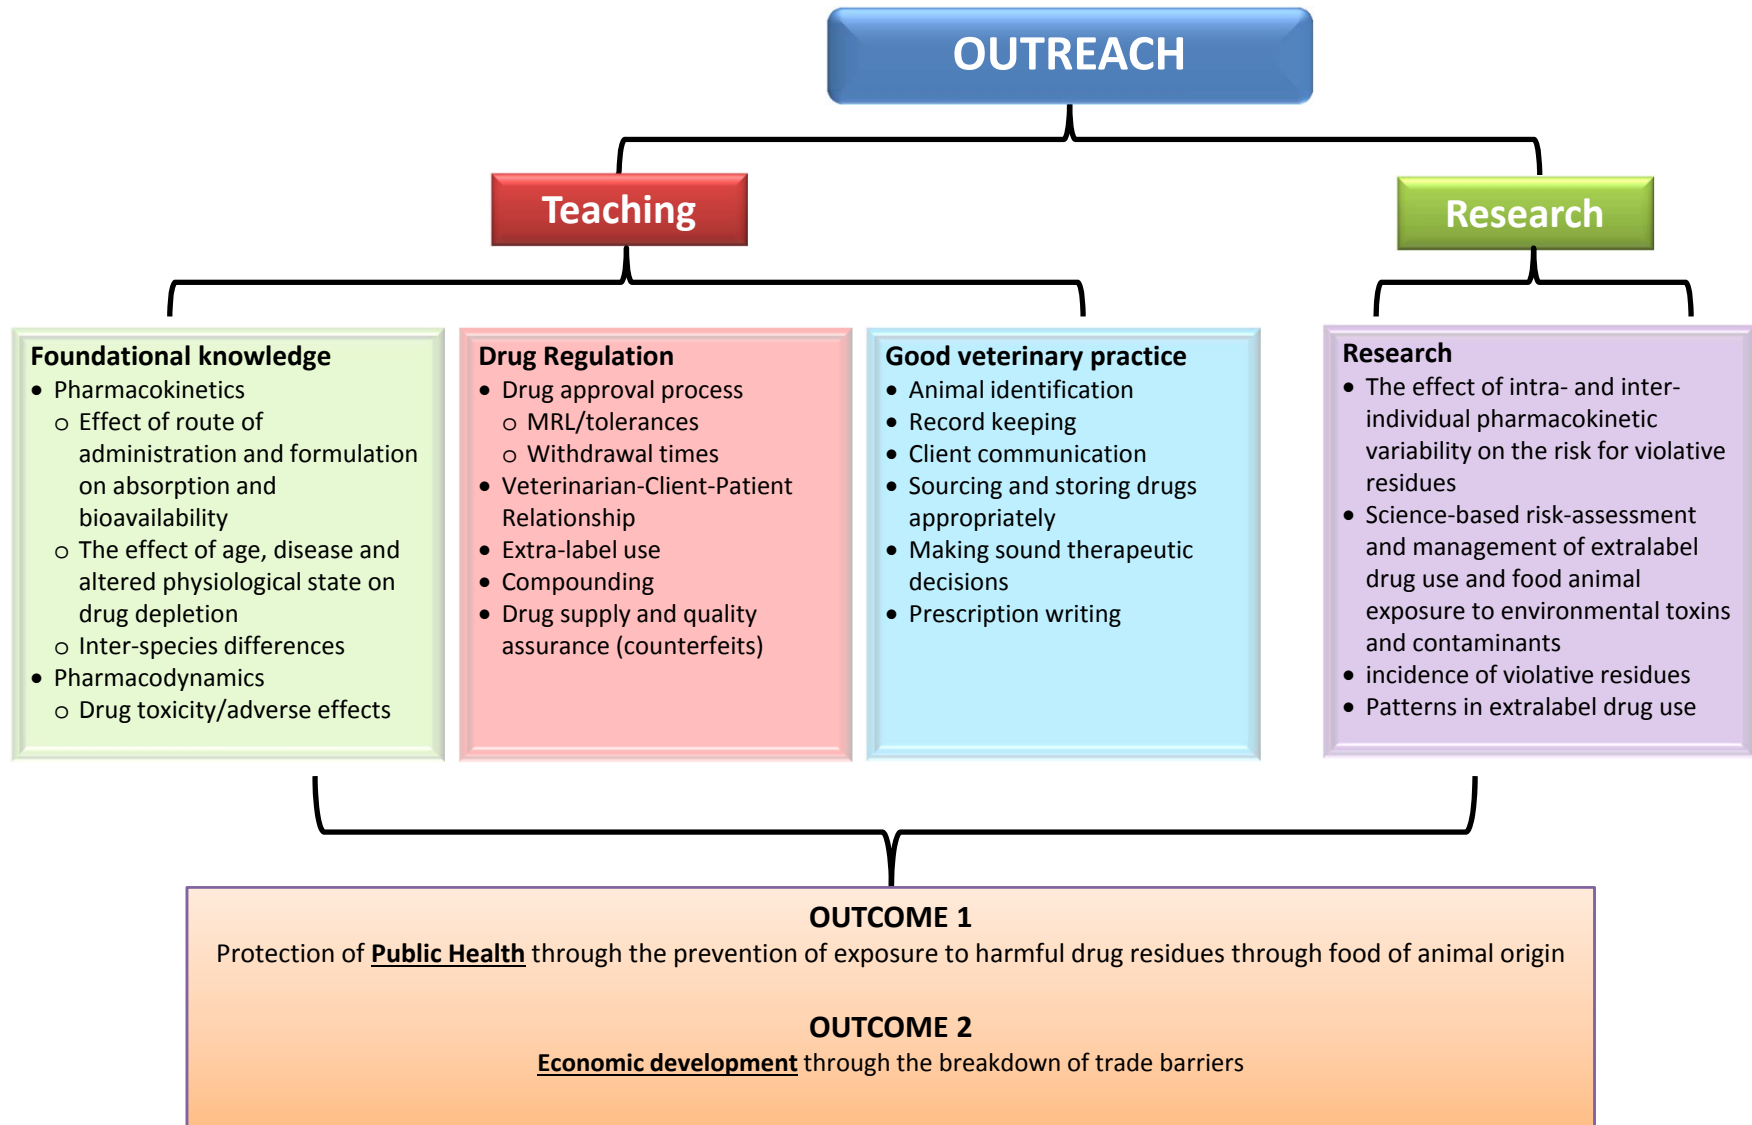 OUTREACH
Teaching
Research
Foundational knowledge
• Pharmacokinetics
o Effect of route of
administration and formulation
on absorption and
bioavailability
o The effect of age, disease and
altered physiological state on
drug depletion
o Inter-species differences
• Pharmacodynamics
o Drug toxicity/adverse effects
Drug Regulation
• Drug approval process
o MRL/tolerances
o Withdrawal times
• Veterinarian-Client-Patient
Relationship
• Extra-label use
• Compounding
• Drug supply and quality
assurance (counterfeits)
Good veterinary practice
• Animal identification
• Record keeping
• Client communication
• Sourcing and storing drugs
appropriately
• Making sound therapeutic
decisions
• Prescription writing
Research
• The effect of intra- and inter-
individual pharmacokinetic
variability on the risk for violative
residues
• Science-based risk-assessment
and management of extralabel
drug use and food animal
exposure to environmental toxins
and contaminants
• incidence of violative residues
• Patterns in extralabel drug use
OUTCOME 1
Protection of Public Health through the prevention of exposure to harmful drug residues through food of animal origin
OUTCOME 2
Economic development through the breakdown of trade barriers